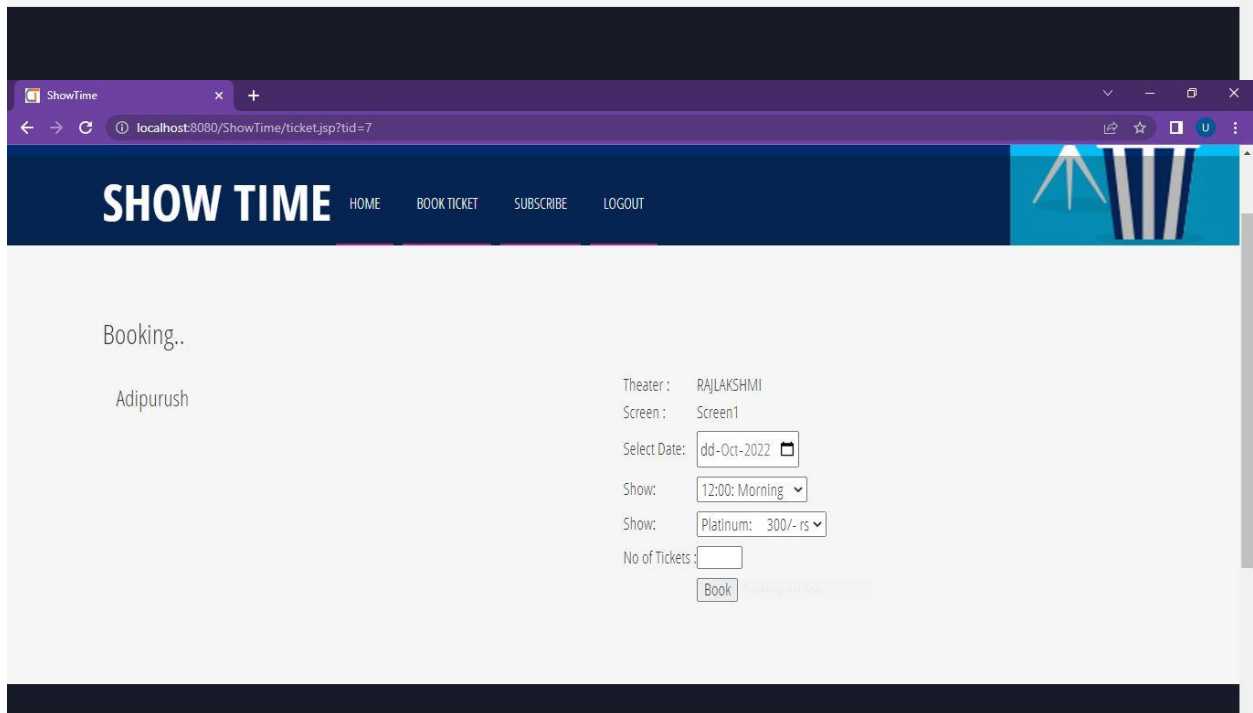 ShowTime
localhost:8080/ShowTime/ticket.jsp?tid=7
U
SHOW TIME HOME BOOK TICKET SUBSCRIBE LOGOUT
Booking..
Adipurush
Theater : RAJLAKSHMI
Screen : Screen1
Select Date: dd-Oct-2022
Show: 12:00: Morning
Show: Platinum: 300/- rs
No of Tickets :
Book Rectangular Snip